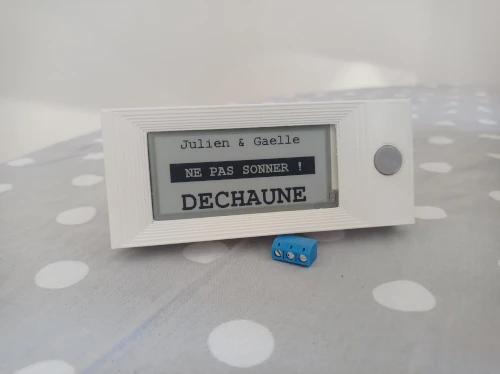 Julien & Gaelle
NE PAS SONNER !
DECHAUNE